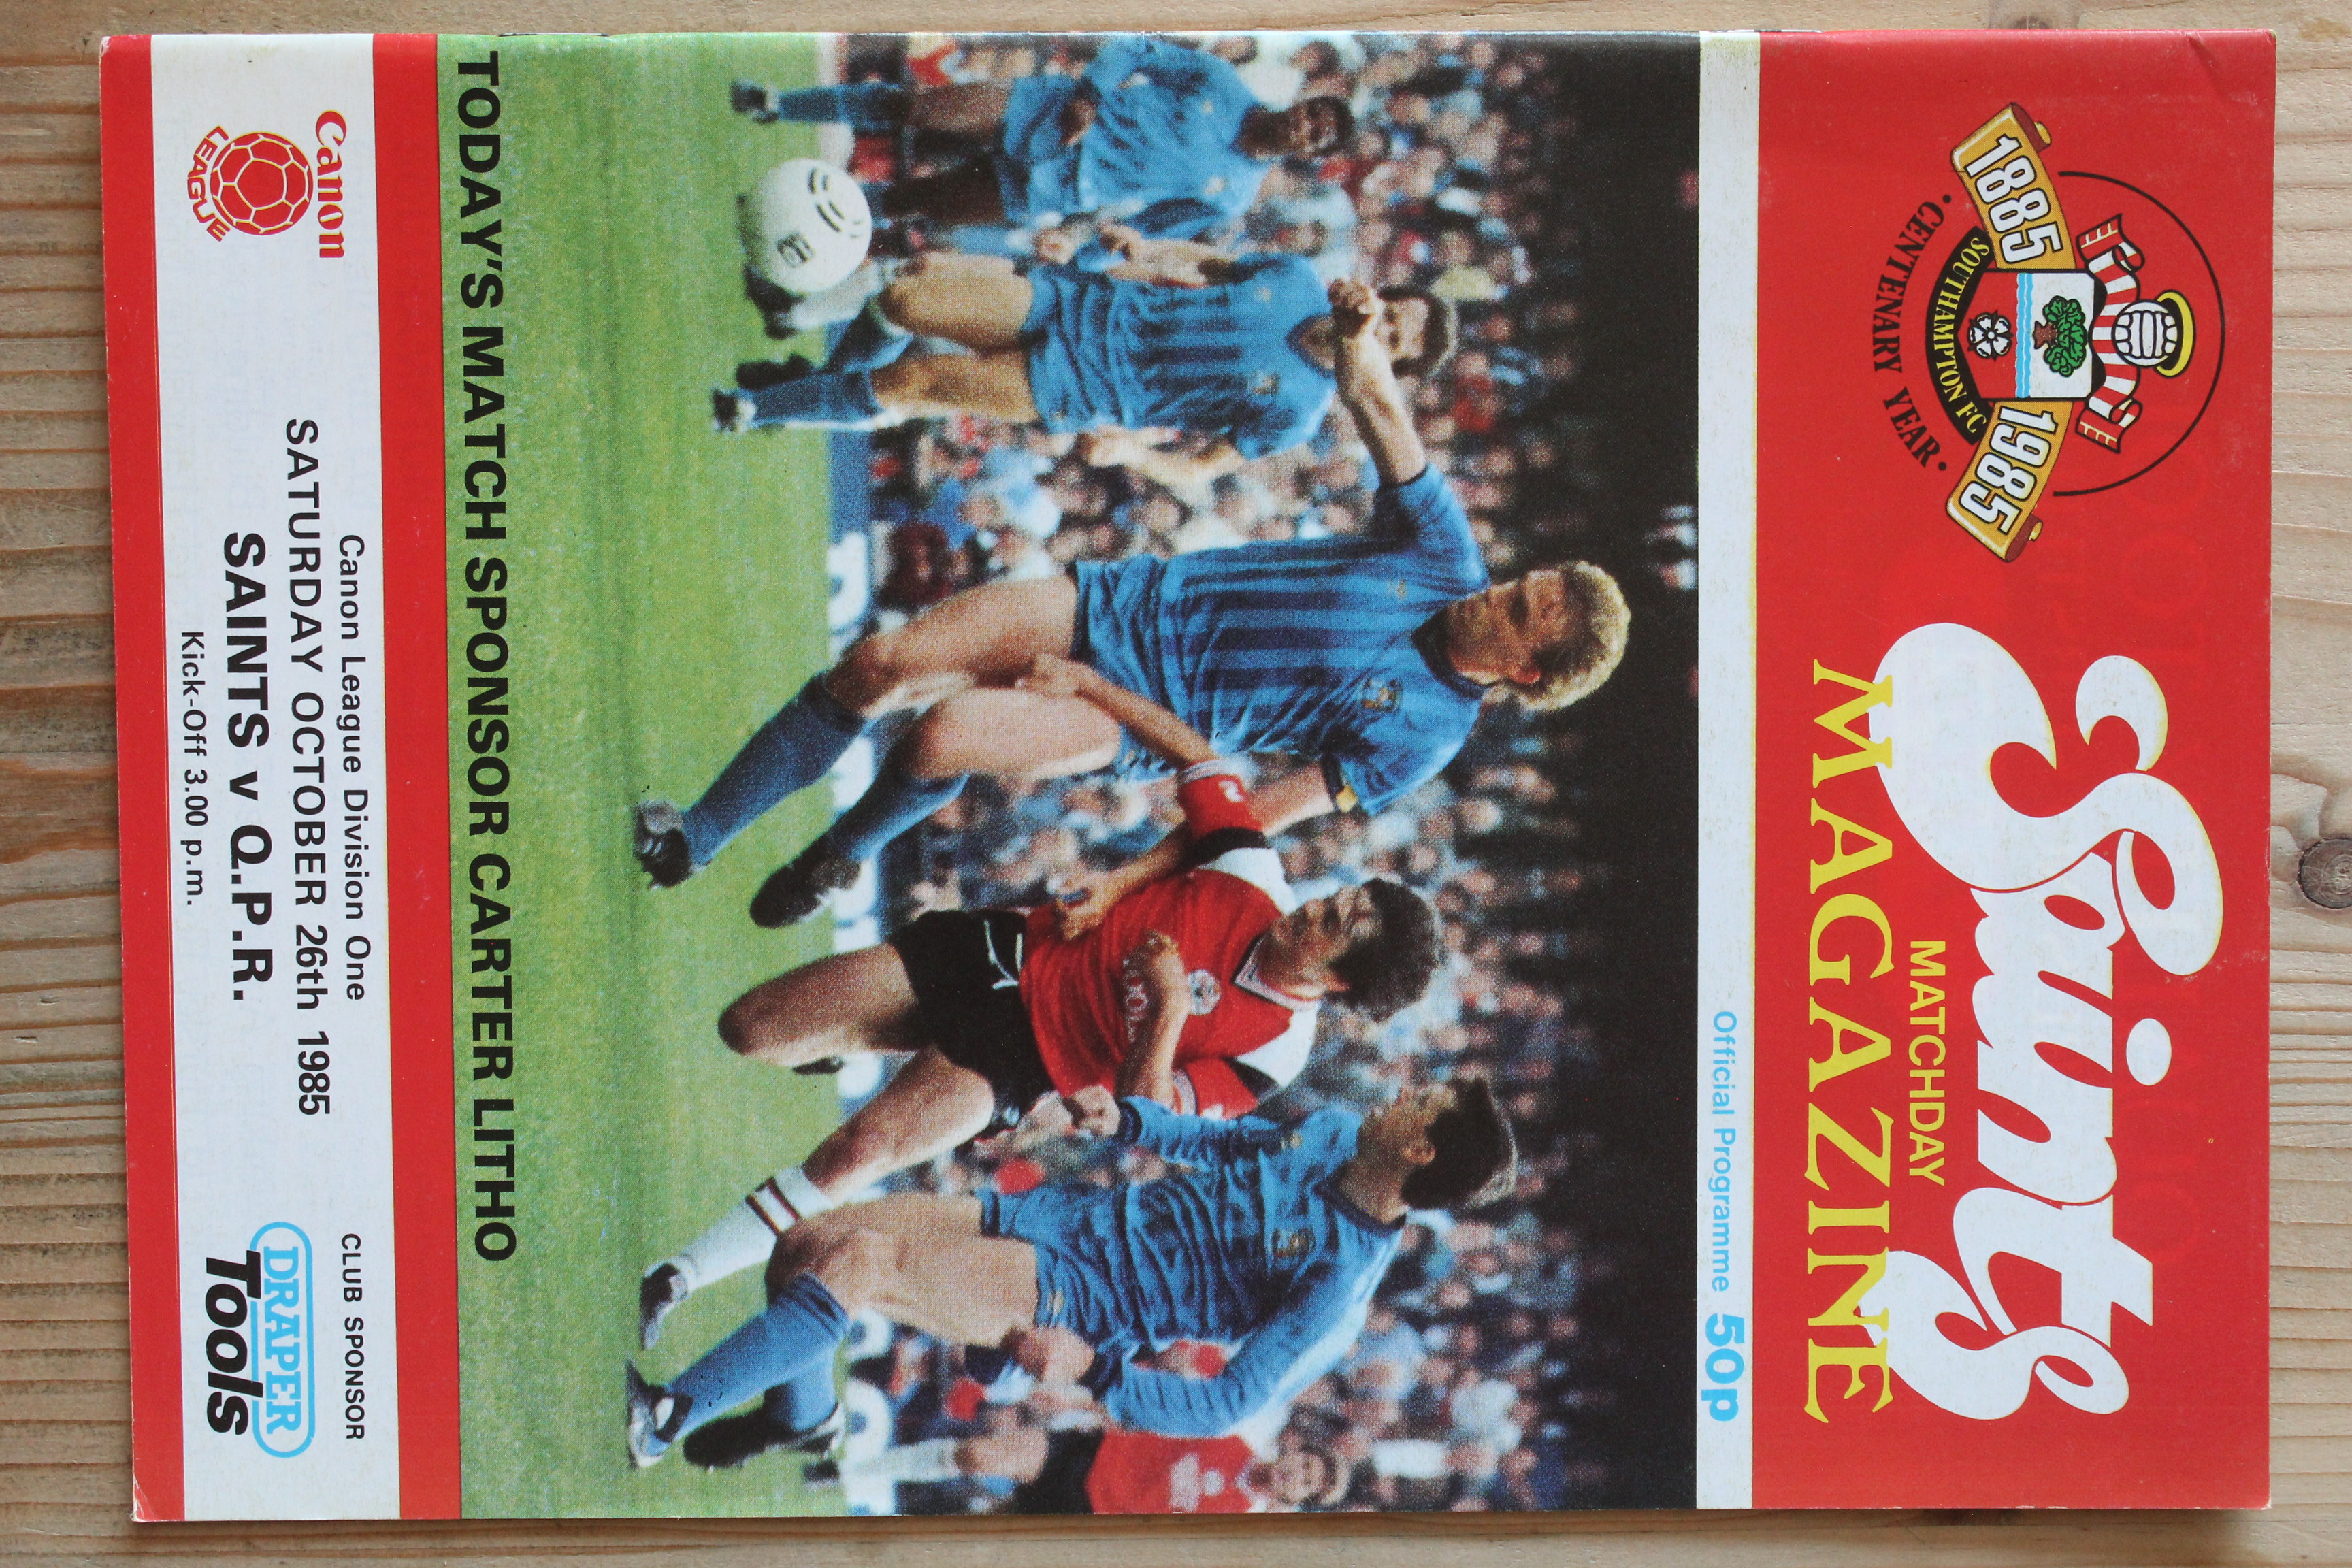 1885 1985
SOUTHAMPTON FC
• CENTENARY YEAR •
Saints
MATCHDAY
MAGAZINE
Official Programme 50p
TODAY'S MATCH SPONSOR CARTER LITHO
Canon
LEAGUE
Canon League Division One
SATURDAY OCTOBER 26th 1985
SAINTS v Q.P.R.
Kick-Off 3.00 p.m.
CLUB SPONSOR
DRAPER
Tools